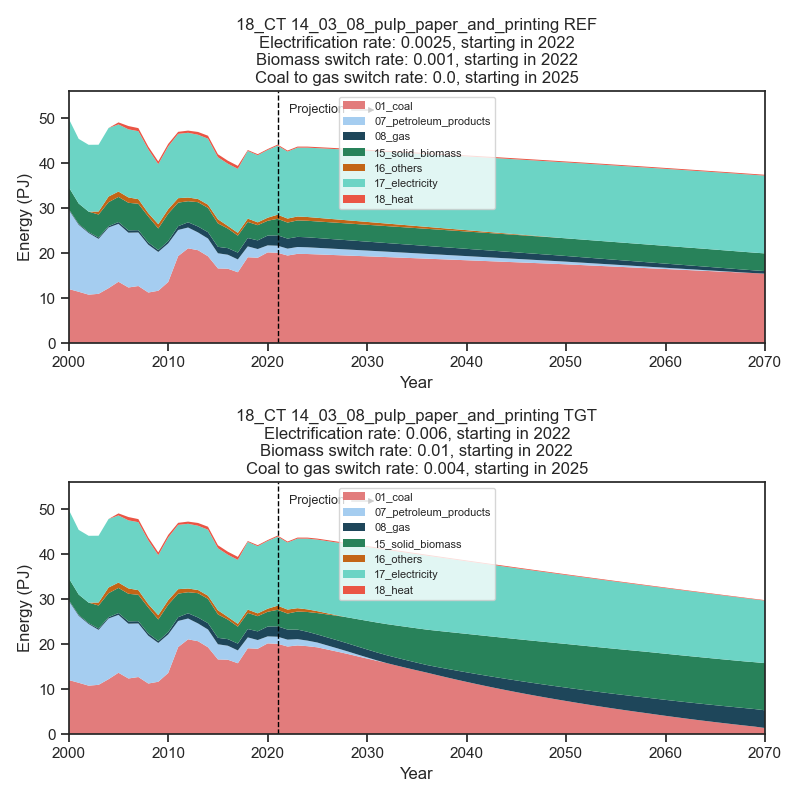 18_CT 14_03_08_pulp_paper_and_printing REF
Electrification rate: 0.0025, starting in 2022
Biomass switch rate: 0.001, starting in 2022
Coal to gas switch rate: 0.0, starting in 2025
Projection
01_coal
07_petroleum_products
08_gas
15_solid_biomass
16_others
17_electricity
18_heat
Energy (PJ)
50
40
30
20
10
0
2000 2010 2020 2030 2040 2050 2060 2070
Year
18_CT 14_03_08_pulp_paper_and_printing TGT
Electrification rate: 0.006, starting in 2022
Biomass switch rate: 0.01, starting in 2022
Coal to gas switch rate: 0.004, starting in 2025
Projection
01_coal
07_petroleum_products
08_gas
15_solid_biomass
16_others
17_electricity
18_heat
Energy (PJ)
50
40
30
20
10
0
2000 2010 2020 2030 2040 2050 2060 2070
Year